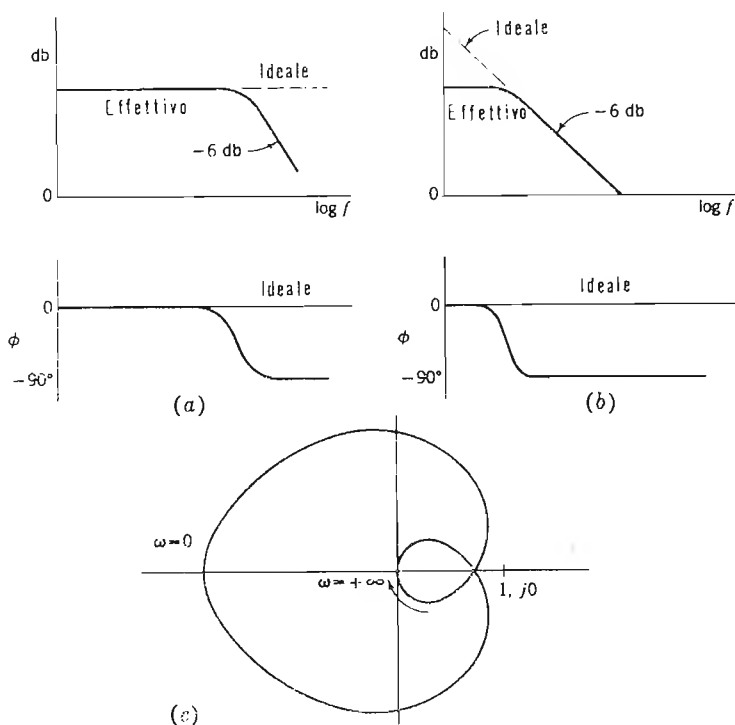 db
Ideale
Effettivo
−6 db
0
log f
0
Ideale
ϕ
−90°
(a)
Ideale
db
Effettivo
−6 db
0
log f
0
Ideale
ϕ
−90°
(b)
ω=0
ω=+∞
1, j0
(c)